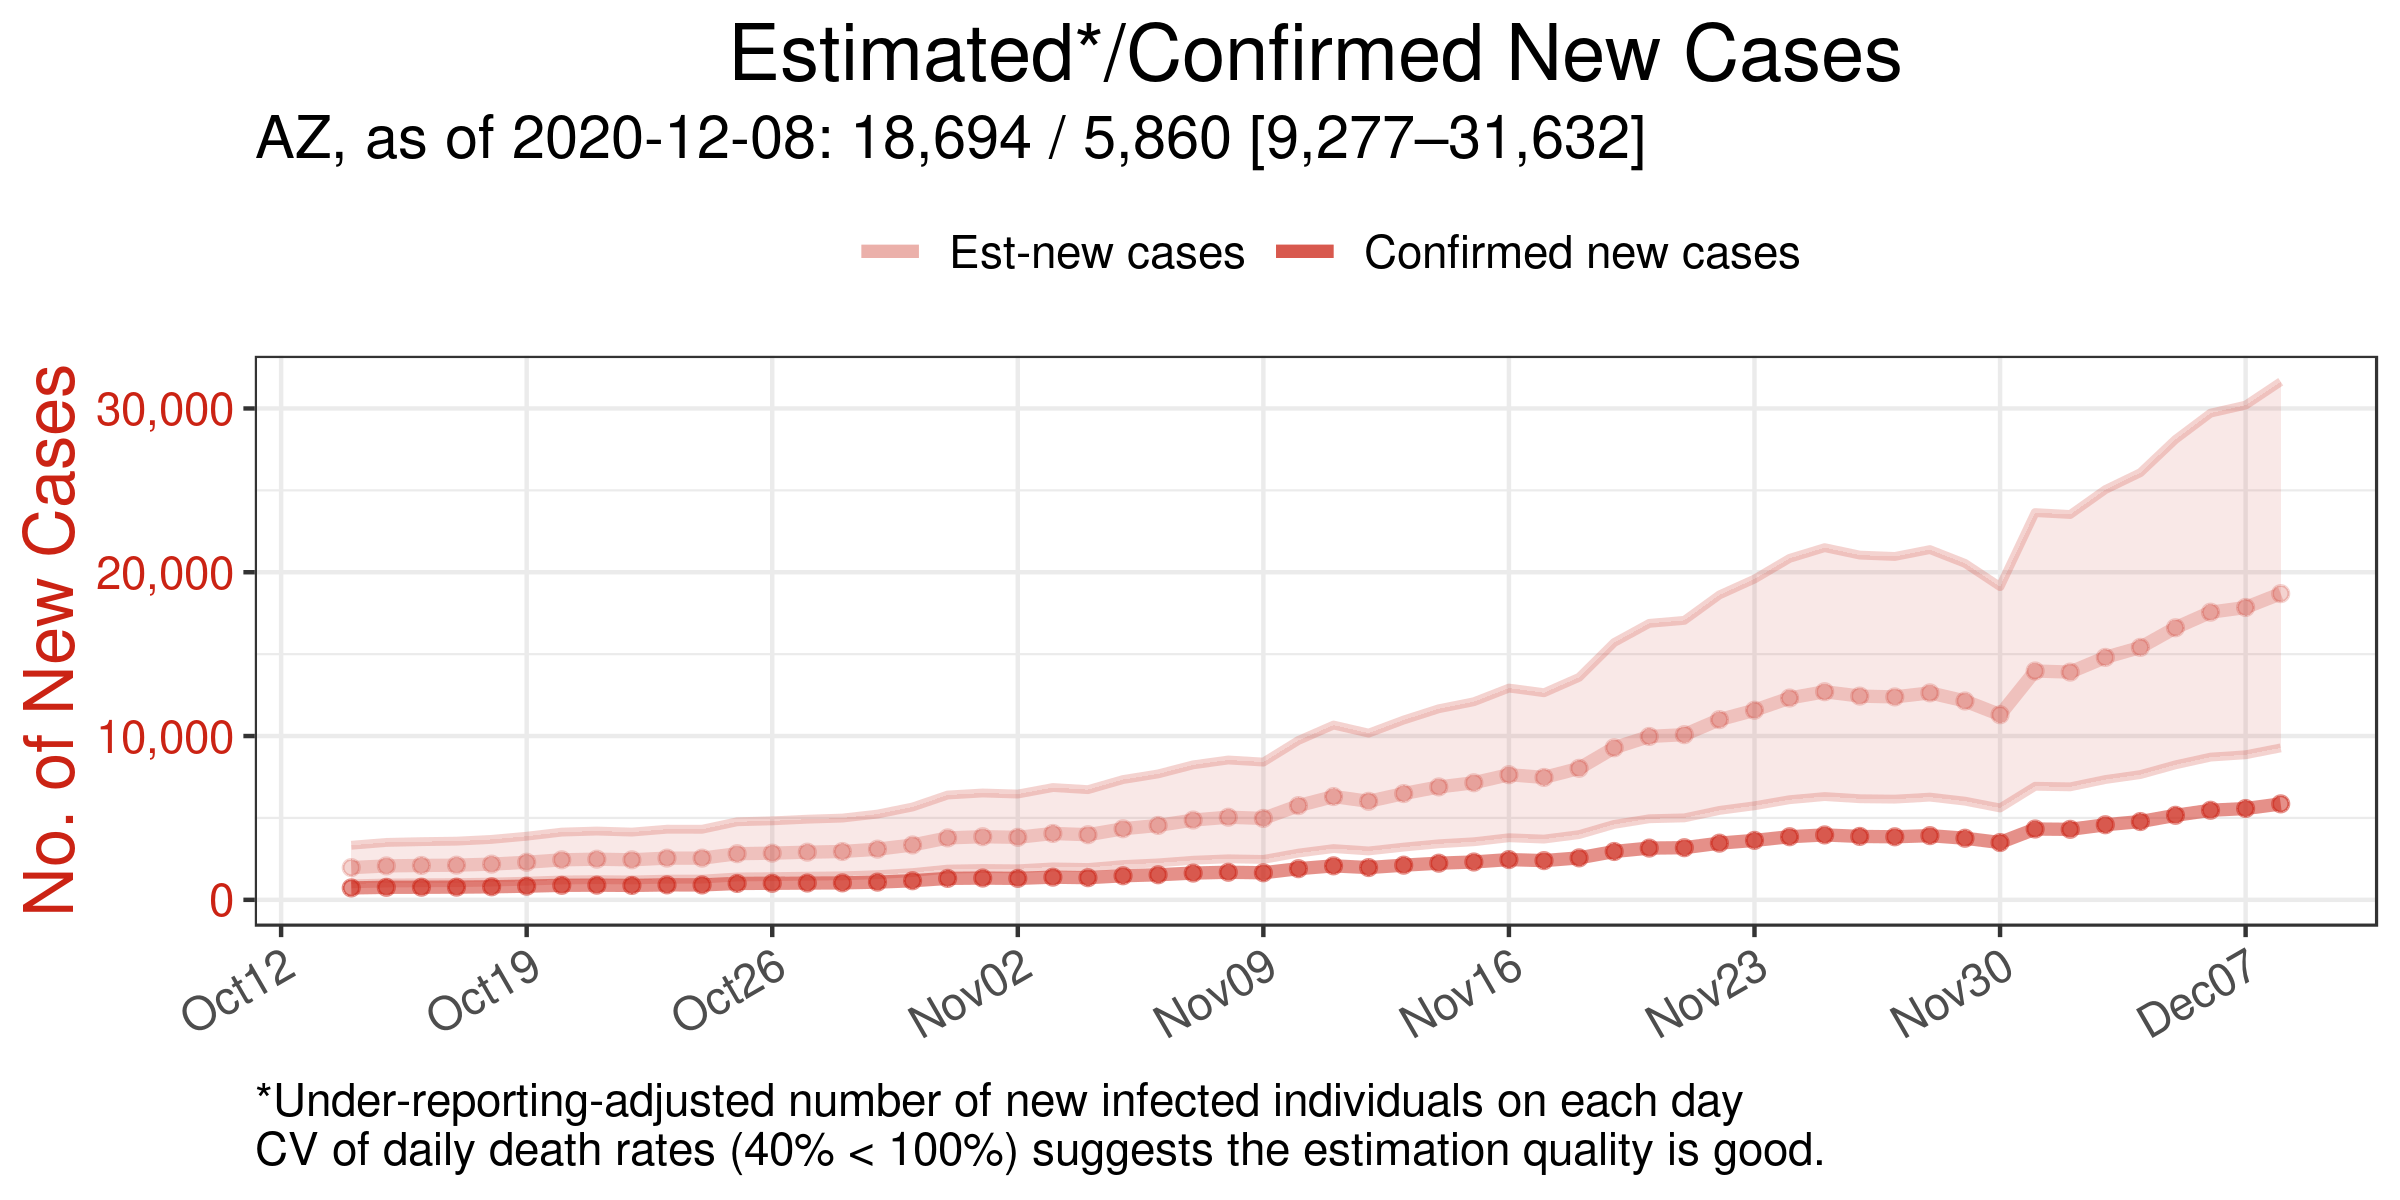 Estimated*/Confirmed New Cases
AZ, as of 2020-12-08: 18,694 / 5,860 [9,277–31,632]
Est-new cases
Confirmed new cases
No. of New Cases
30,000
20,000
10,000
0
Oct12
Oct19
Oct26
Nov02
Nov09
Nov16
Nov23
Nov30
Dec07
*Under-reporting-adjusted number of new infected individuals on each day
CV of daily death rates (40% < 100%) suggests the estimation quality is good.